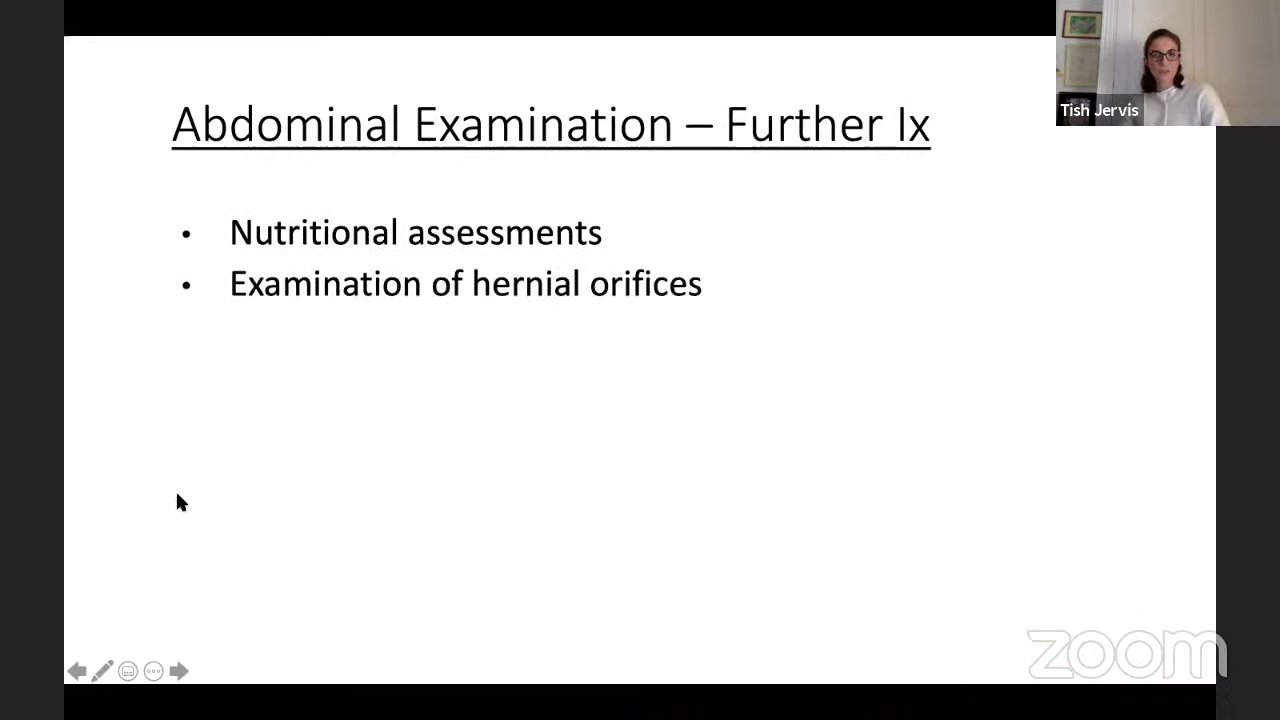 Abdominal Examination – Further Ix
Tish Jervis
• Nutritional assessments
• Examination of hernial orifices
zoom